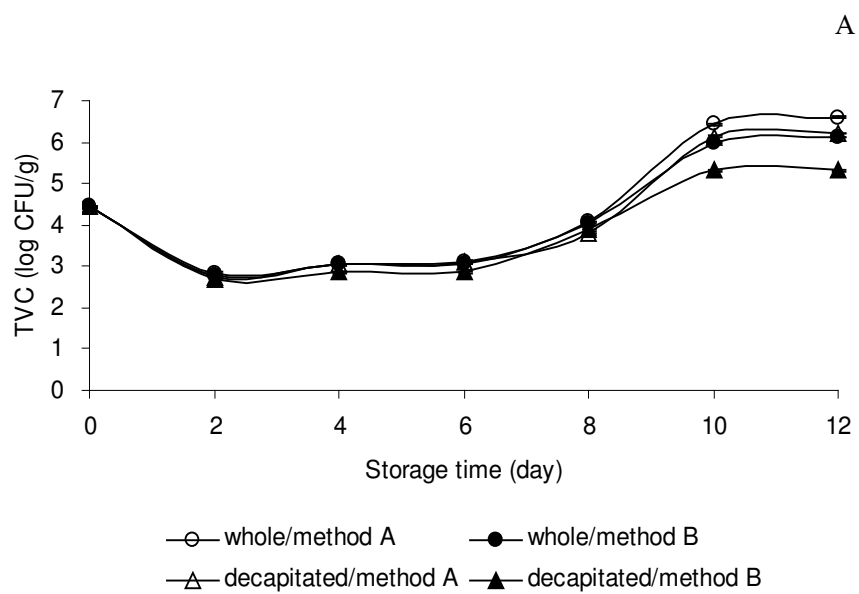 A
7
6
5
4
3
2
1
0
TVC (log CFU/g)
0 2 4 6 8 10 12
Storage time (day)
whole/method A whole/method B
decapitated/method A decapitated/method B